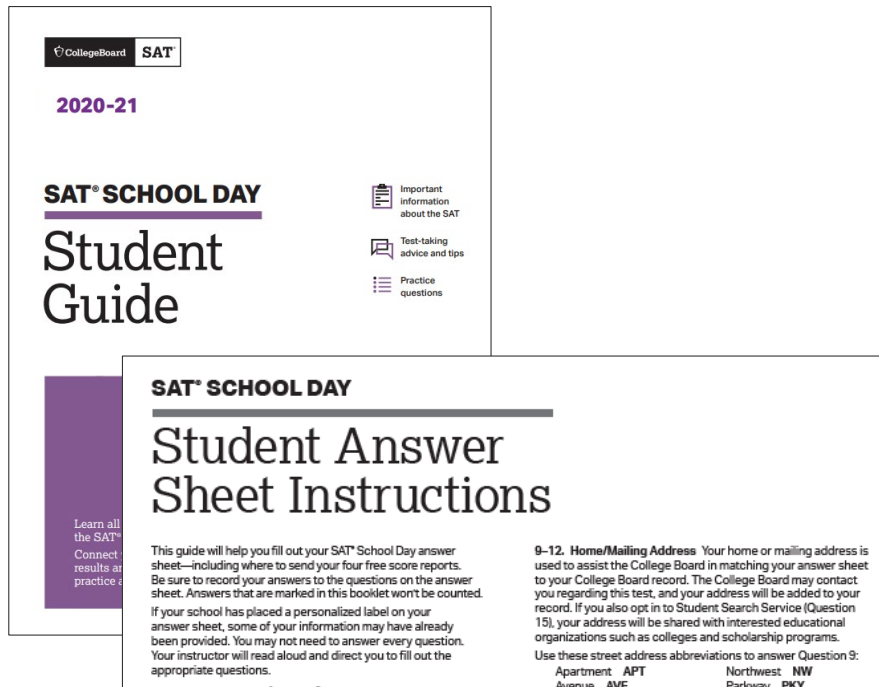 CollegeBoard SAT®
2020-21
SAT® SCHOOL DAY
Student
Guide
Important
information
about the SAT
Test-taking
advice and tips
Practice
questions
Learn all
the SAT®
Connect
results
practice
SAT® SCHOOL DAY
Student Answer
Sheet Instructions
This guide will help you fill out your SAT® School Day answer
sheet—including where to send your four free score reports.
Be sure to record your answers to the questions on the answer
sheet. Answers that are marked in this booklet won't be counted.
If your school has placed a personalized label on your
answer sheet, some of your information may have already
been provided. You may not need to answer every question.
Your instructor will read aloud and direct you to fill out the
appropriate questions.
9–12. Home/Mailing Address Your home or mailing address is
used to assist the College Board in matching your answer sheet
to your College Board record. The College Board may contact
you regarding this test, and your address will be added to your
record. If you also opt in to Student Search Service (Question
15), your address will be shared with interested educational
organizations such as colleges and scholarship programs.
Use these street address abbreviations to answer Question 9:
Apartment APT Northwest NW
Avenue AVE Parkway PKY